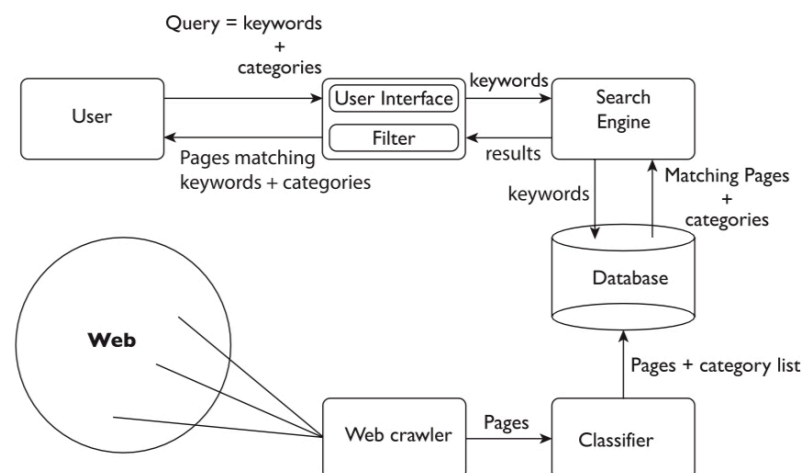 Query = keywords
+
categories
User
User Interface
Filter
keywords
results
Search
Engine
Pages matching
keywords + categories
keywords
Matching Pages
+
categories
Database
Web
Pages + category list
Web crawler
Pages
Classifier